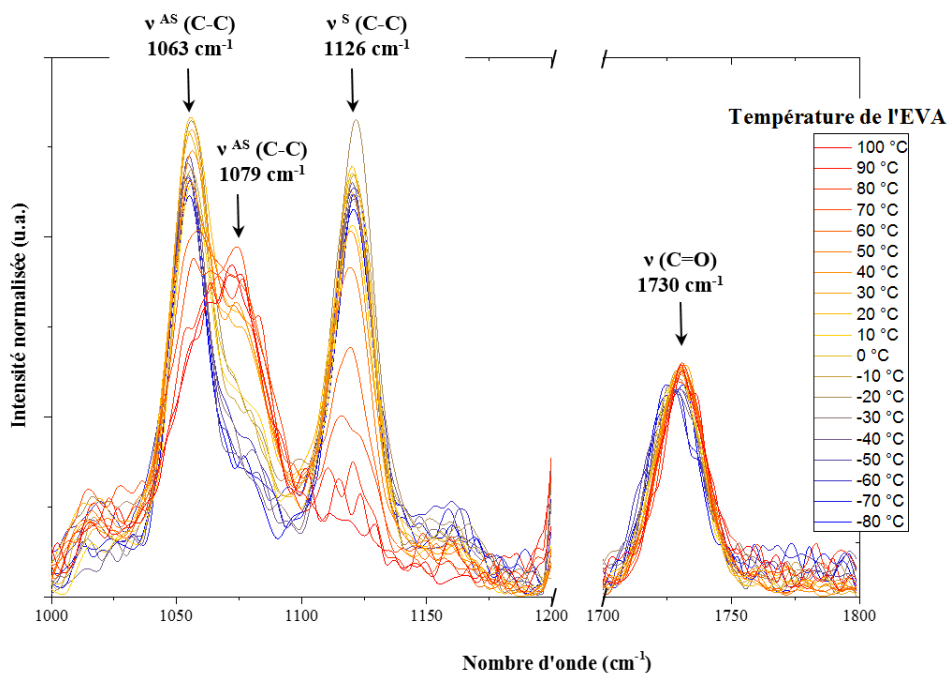 ν AS (C-C)
1063 cm-1
ν S (C-C)
1126 cm-1
ν AS (C-C)
1079 cm-1
ν (C=O)
1730 cm-1
Température de l'EVA
100 °C
90 °C
80 °C
70 °C
60 °C
50 °C
40 °C
30 °C
20 °C
10 °C
0 °C
-10 °C
-20 °C
-30 °C
-40 °C
-50 °C
-60 °C
-70 °C
-80 °C
Intensité normalisée (u.a.)
1000 1050 1100 1150 1200 1700 1750 1800
Nombre d'onde (cm-1)